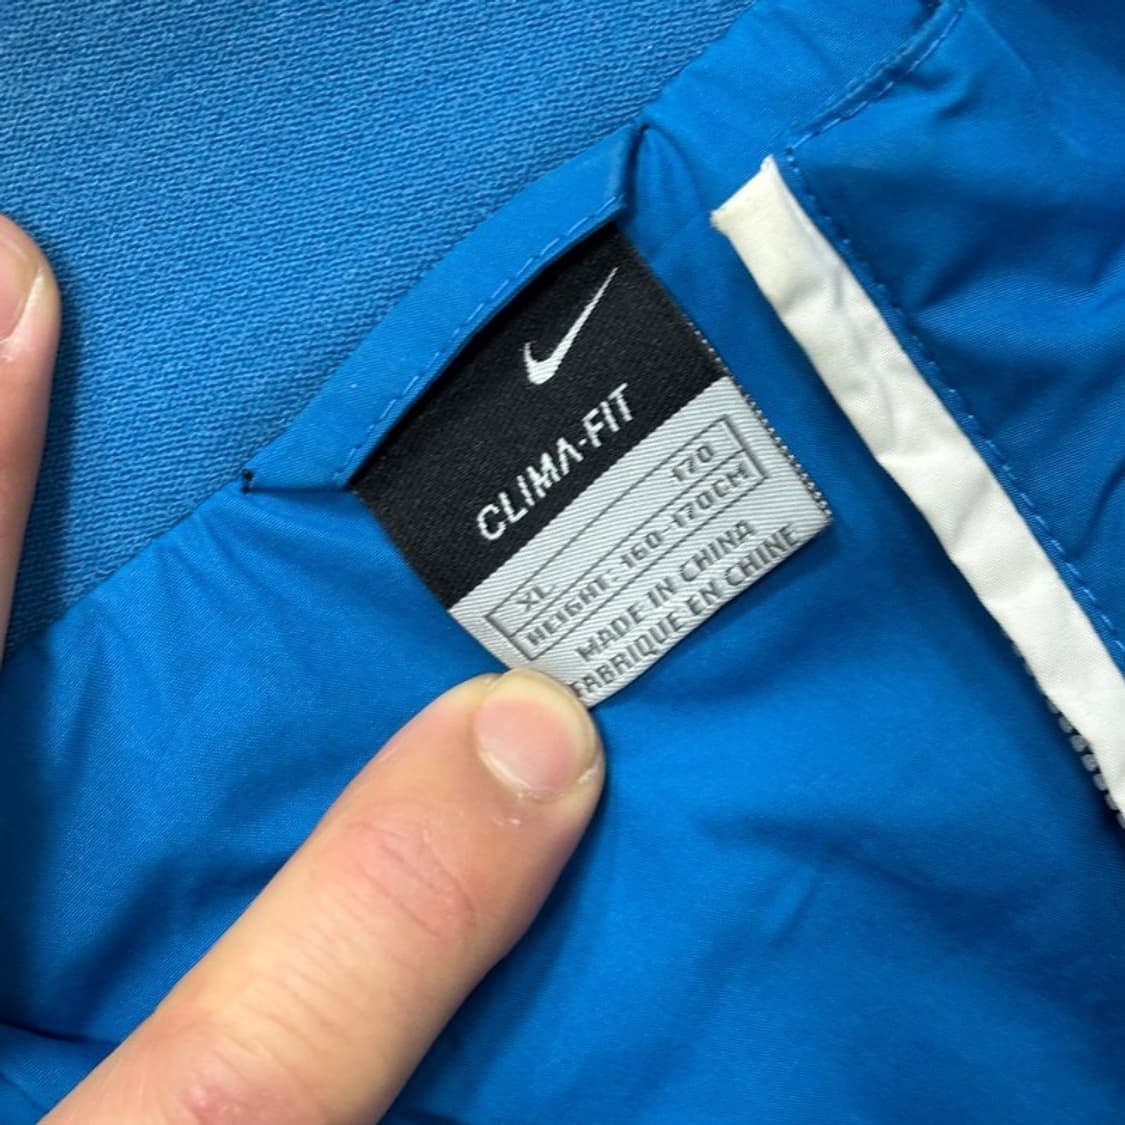 CLIMA-FIT
XL 170
HEIGHT: 160-170CM
MADE IN CHINA
FABRIQUE EN CHINE